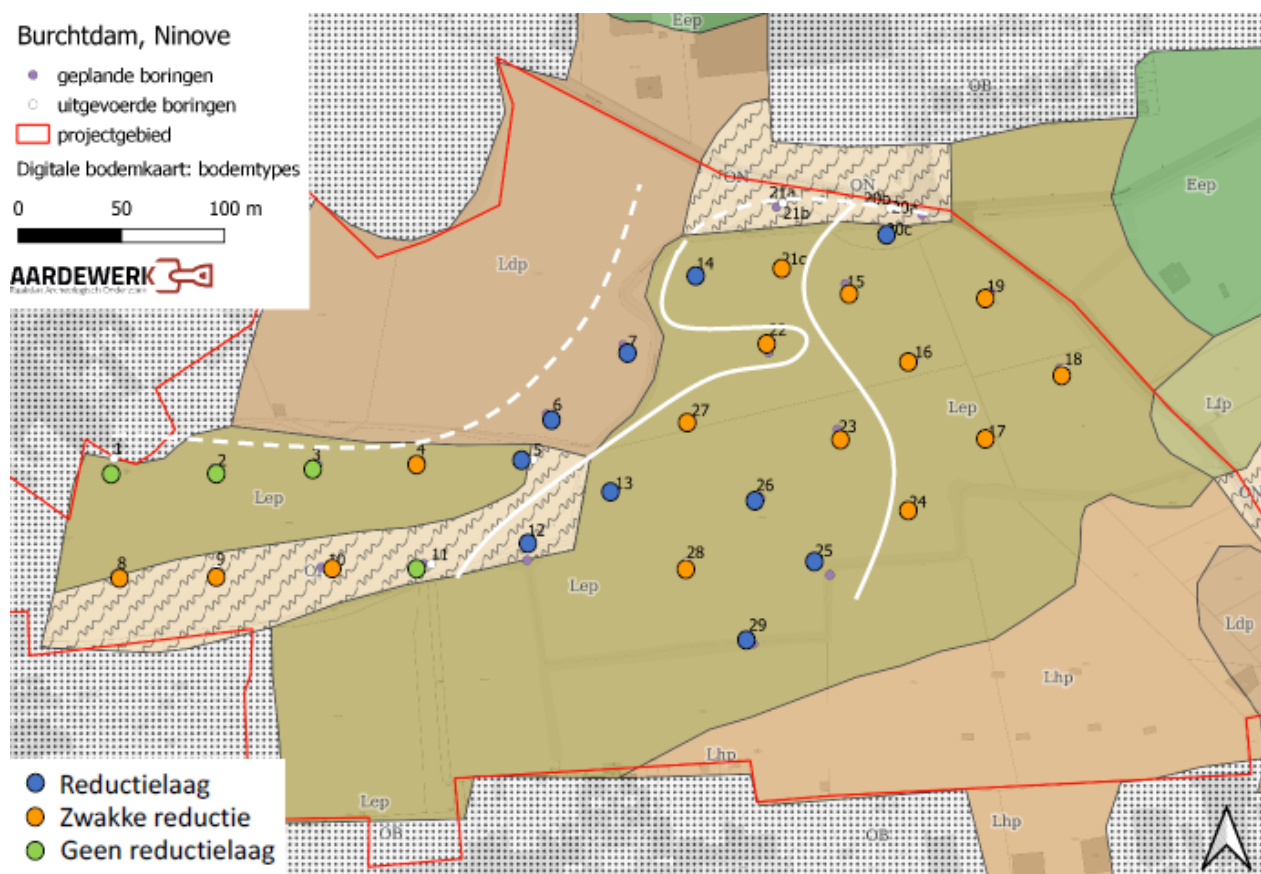 Burchtdam, Ninove
geplande boringen
uitgevoerde boringen
projectgebied
Digitale bodemkaart: bodemtypes
0 50 100 m
AARDEWERK
Eep
OB
ON
ON
Eep
21a
20b
20a
21b
20c
Ldp
14
21c
15
19
7
22
16
18
6
27
Lep
Lfp
23
17
1
2
3
4
5
ON
Lep
13
26
24
12
8
9
10
11
28
25
Lep
29
Ldp
Lhp
Lhp
Lep
OB
OB
Lhp
Reductielaag
Zwakke reductie
Geen reductielaag